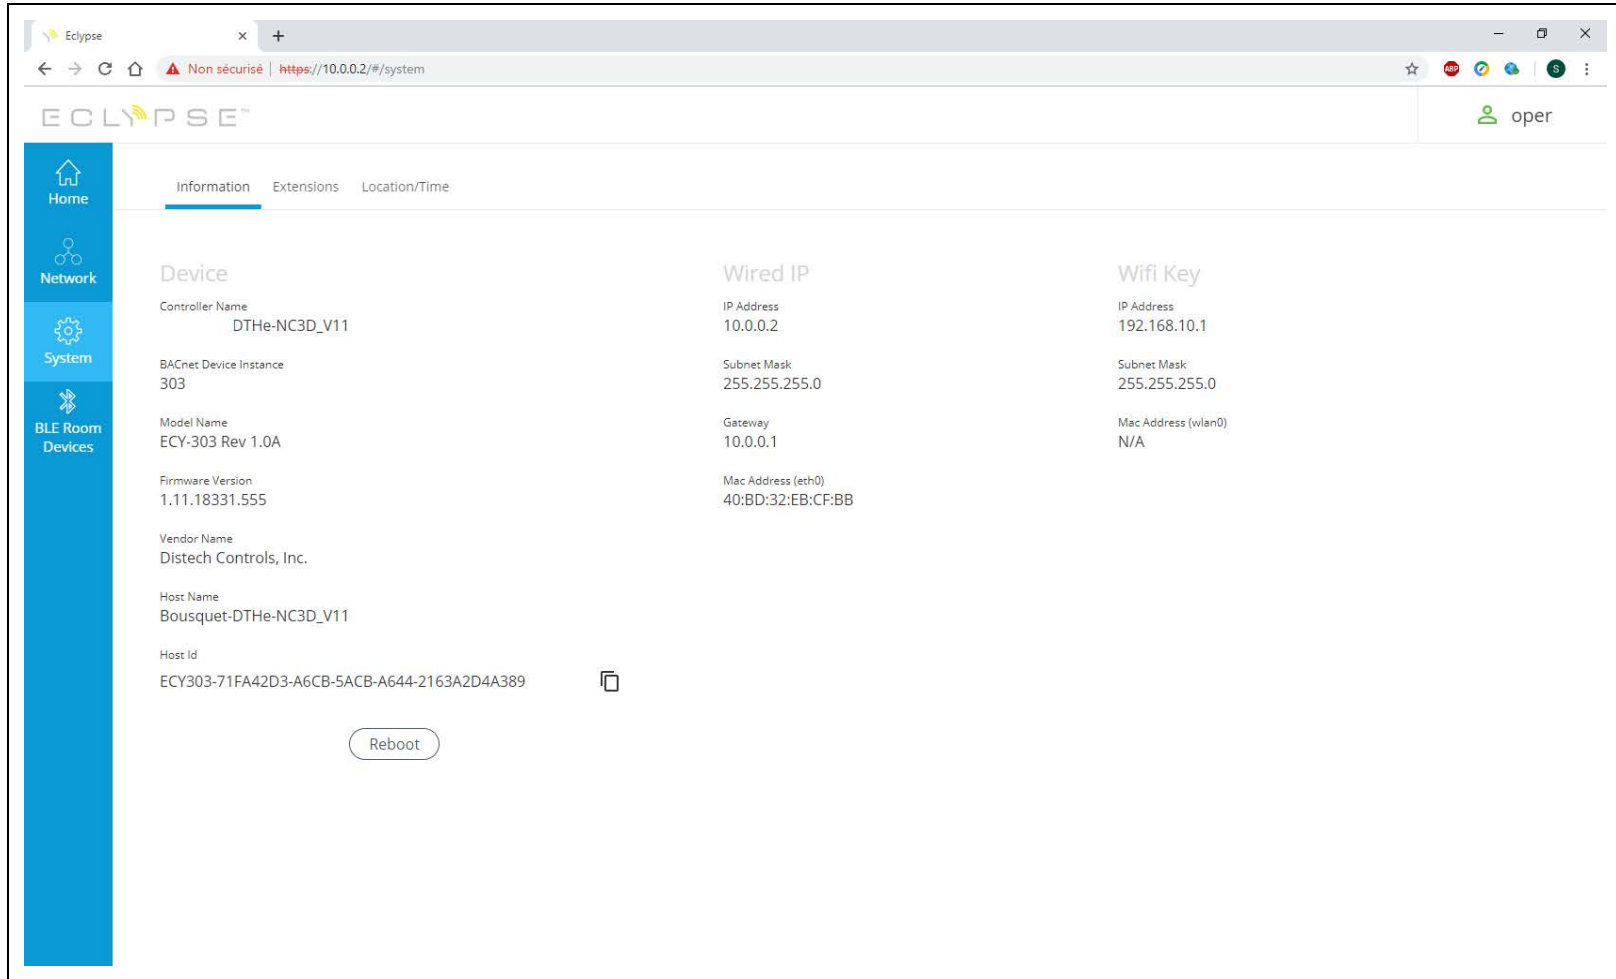 Eclypse
Non sécurisé | https://10.0.0.2/#/system
ECLYPSE™
oper
Home
Network
System
BLE Room
Devices
Information Extensions Location/Time
Device
Controller Name
DTHe-NC3D_V11
BACnet Device Instance
303
Model Name
ECY-303 Rev 1.0A
Firmware Version
1.11.18331.555
Vendor Name
Distech Controls, Inc.
Host Name
Bousquet-DTHe-NC3D_V11
Host Id
ECY303-71FA42D3-A6CB-5ACB-A644-2163A2D4A389
Reboot
Wired IP
IP Address
10.0.0.2
Subnet Mask
255.255.255.0
Gateway
10.0.0.1
Mac Address (eth0)
40:BD:32:EB:CF:BB
Wifi Key
IP Address
192.168.10.1
Subnet Mask
255.255.255.0
Mac Address (wlan0)
N/A
ABP
S